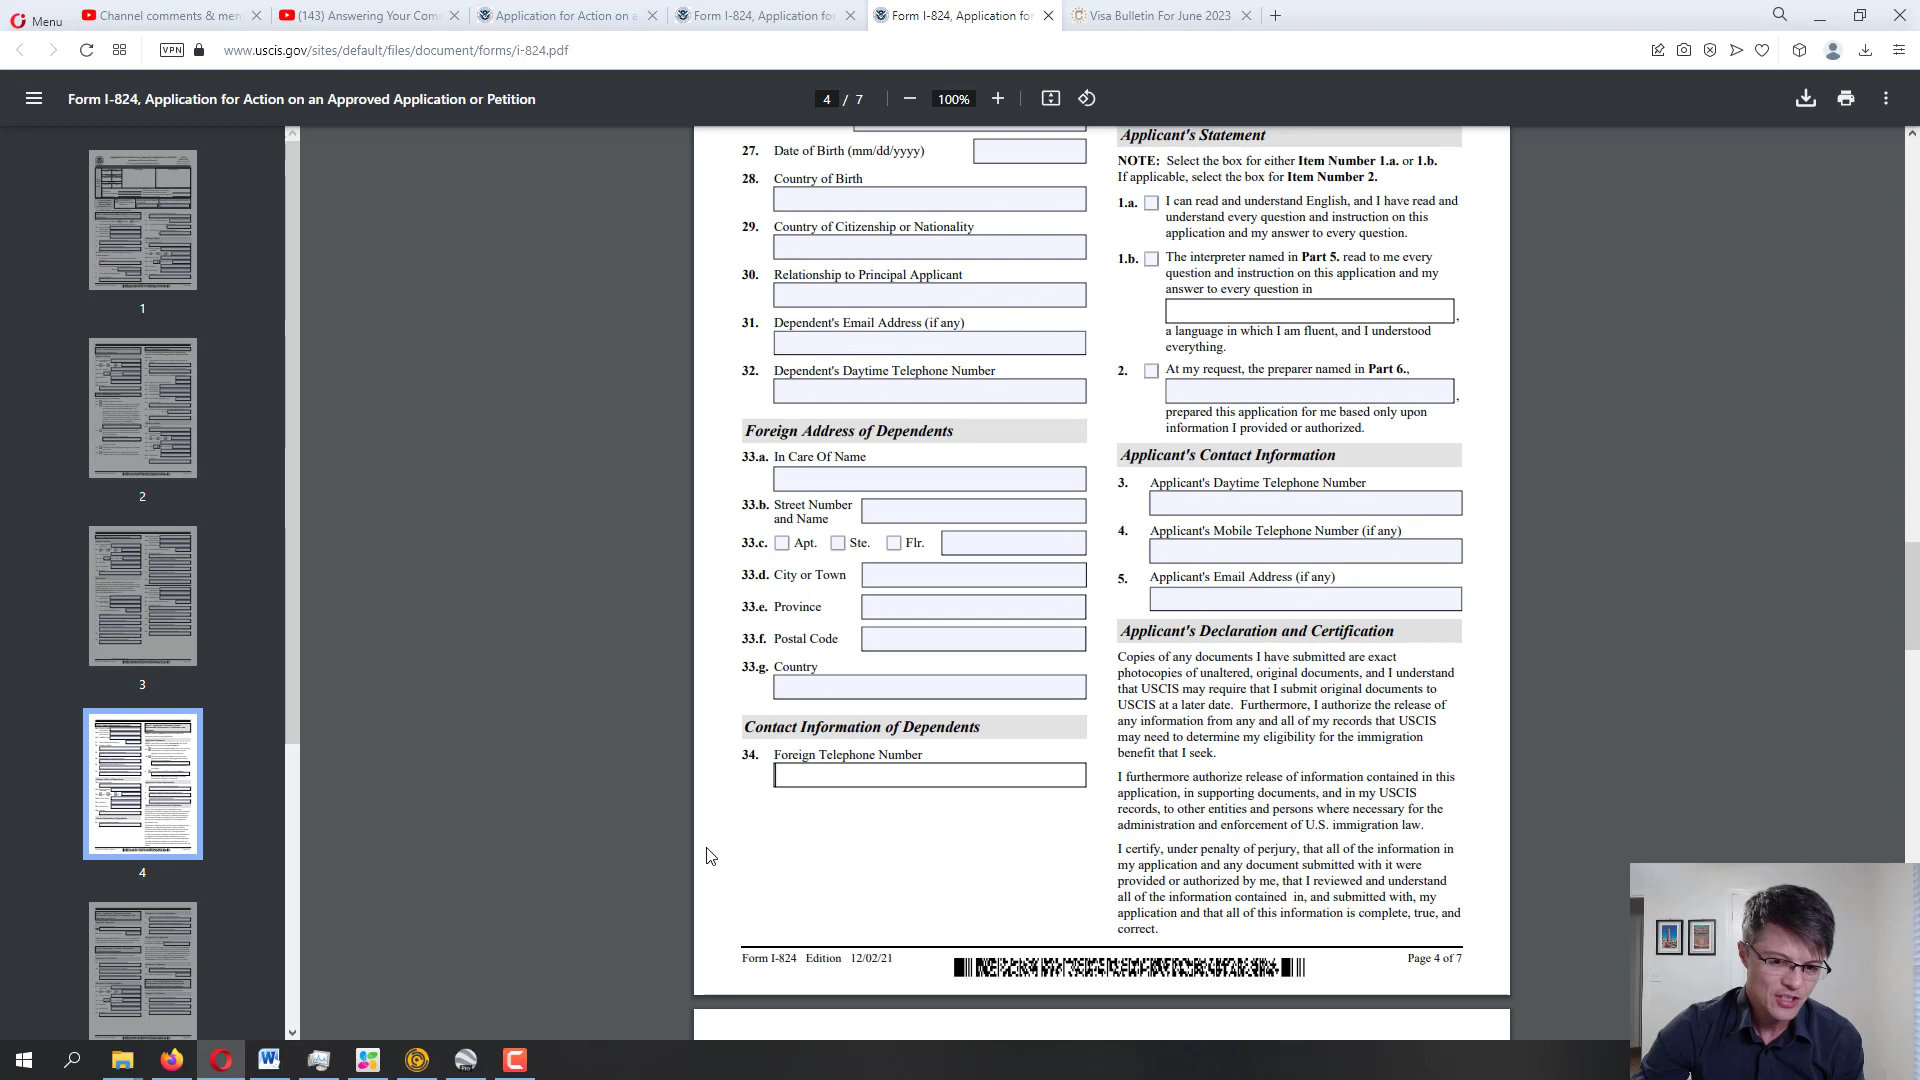 Menu
Channel comments & men
(143) Answering Your Com
Application for Action on a
Form I-824, Application for
Form I-824, Application for
Visa Bulletin For June 2023
VPN
www.uscis.gov/sites/default/files/document/forms/i-824.pdf
Form I-824, Application for Action on an Approved Application or Petition
4 / 7
100%
1
2
3
4
27. Date of Birth (mm/dd/yyyy)
28. Country of Birth
29. Country of Citizenship or Nationality
30. Relationship to Principal Applicant
31. Dependent's Email Address (if any)
32. Dependent's Daytime Telephone Number
Foreign Address of Dependents
33.a. In Care Of Name
33.b. Street Number
and Name
33.c. Apt. Ste. Flr.
33.d. City or Town
33.e. Province
33.f. Postal Code
33.g. Country
Contact Information of Dependents
34. Foreign Telephone Number
Applicant's Statement
NOTE: Select the box for either Item Number 1.a. or 1.b.
If applicable, select the box for Item Number 2.
1.a. I can read and understand English, and I have read and
understand every question and instruction on this
application and my answer to every question.
1.b. The interpreter named in Part 5. read to me every
question and instruction on this application and my
answer to every question in
,
a language in which I am fluent, and I understood
everything.
2. At my request, the preparer named in Part 6.,
,
prepared this application for me based only upon
information I provided or authorized.
Applicant's Contact Information
3. Applicant's Daytime Telephone Number
4. Applicant's Mobile Telephone Number (if any)
5. Applicant's Email Address (if any)
Applicant's Declaration and Certification
Copies of any documents I have submitted are exact
photocopies of unaltered, original documents, and I understand
that USCIS may require that I submit original documents to
USCIS at a later date. Furthermore, I authorize the release of
any information from any and all of my records that USCIS
may need to determine my eligibility for the immigration
benefit that I seek.
I furthermore authorize release of information contained in this
application, in supporting documents, and in my USCIS
records, to other entities and persons where necessary for the
administration and enforcement of U.S. immigration law.
I certify, under penalty of perjury, that all of the information in
my application and any document submitted with it were
provided or authorized by me, that I reviewed and understand
all of the information contained in, and submitted with, my
application and that all of this information is complete, true, and
correct.
Form I-824 Edition 12/02/21
Page 4 of 7